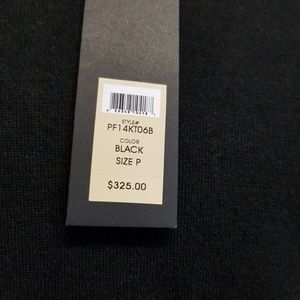 STYLE#
PF14KT06B
COLOR
BLACK
SIZE P
$325.00